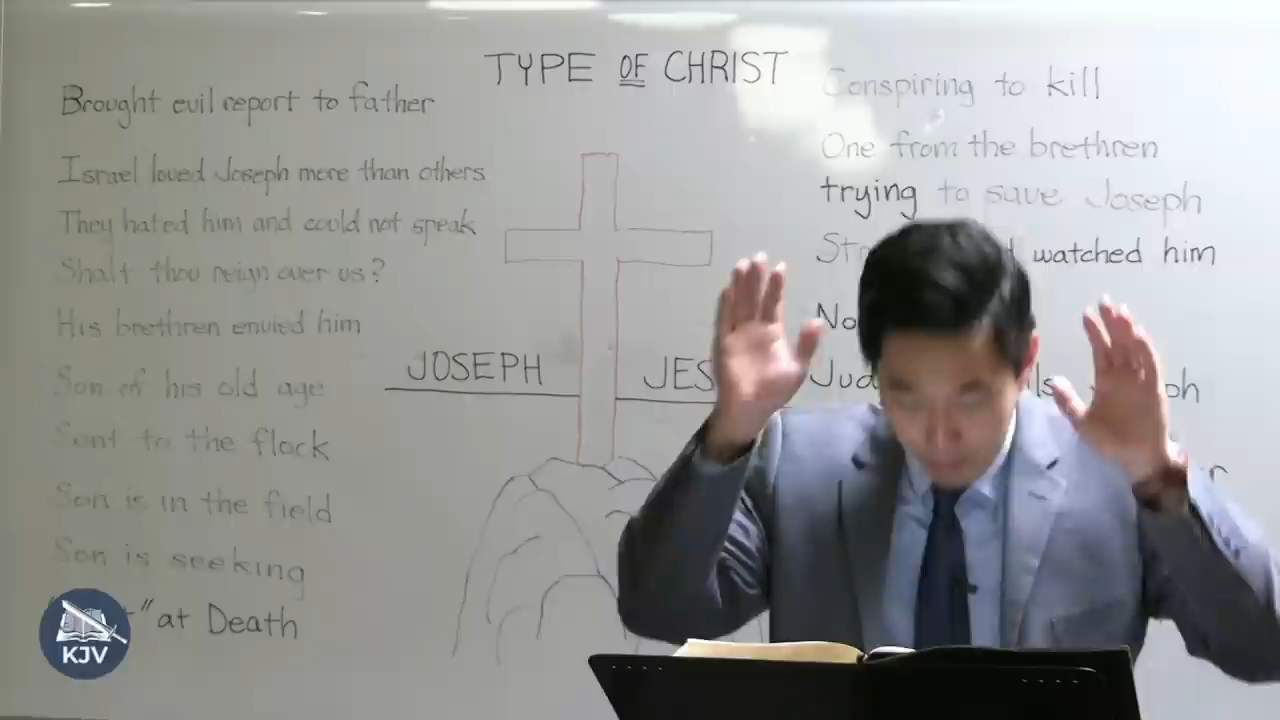 TYPE OF CHRIST
Brought evil report to father
Israel loved Joseph more than others
They hated him and could not speak
Shalt thou reign over us?
His brethren envied him
Son of his old age
Sent to the flock
Son is in the field
Son is seeking
" at Death
JOSEPH
JES
Conspiring to kill
One from the brethren
trying to save Joseph
watched him
KJV